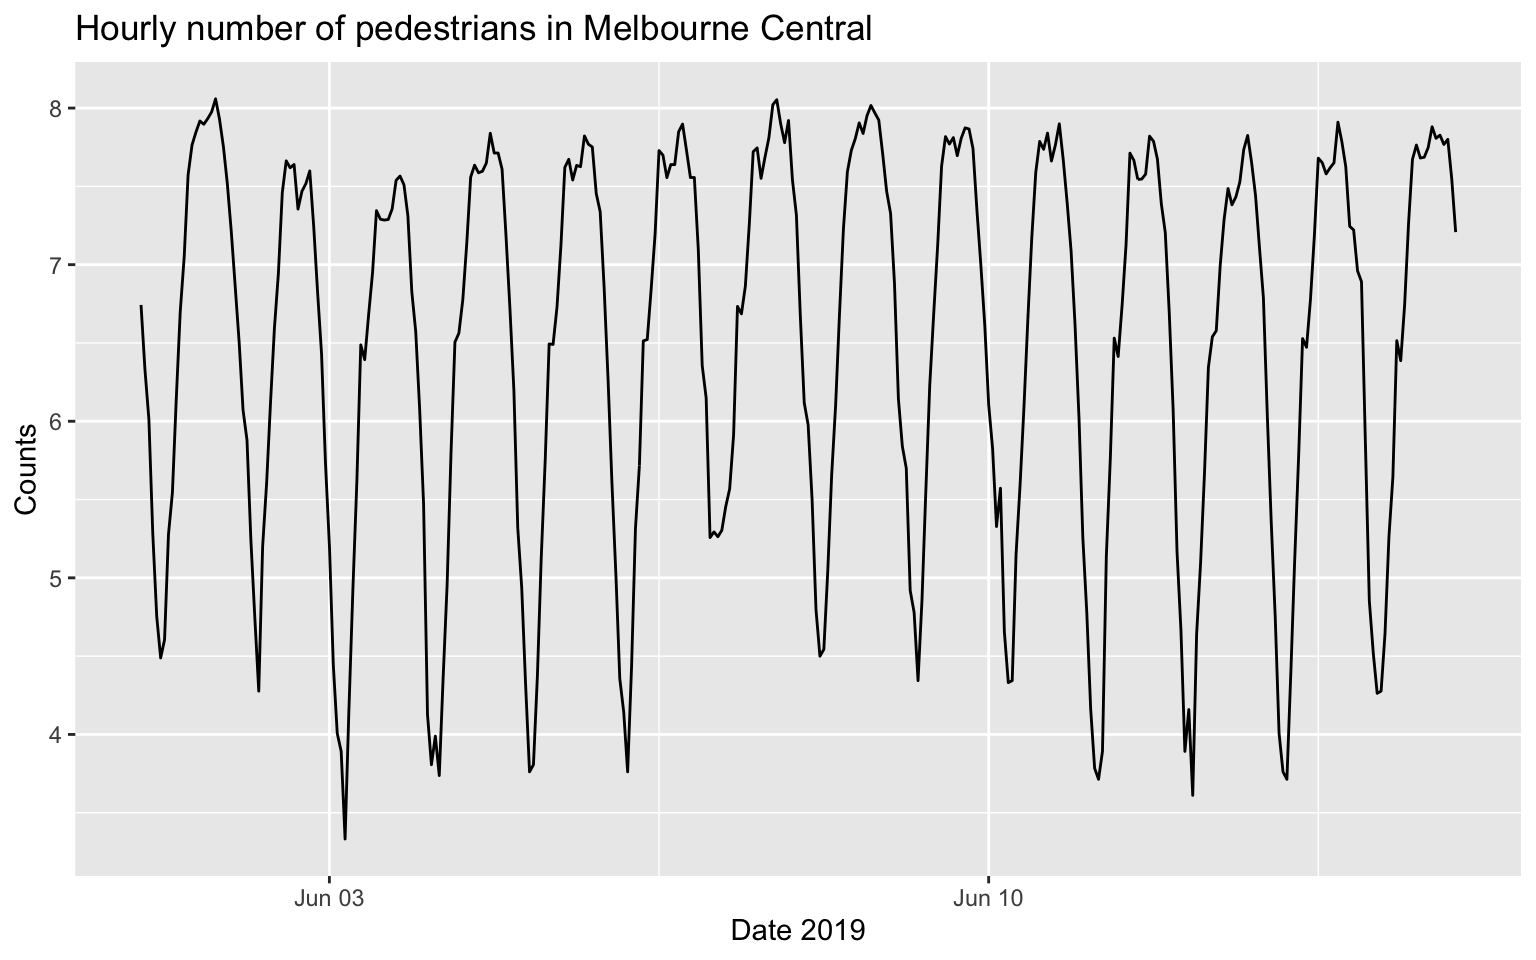 Hourly number of pedestrians in Melbourne Central
8
7
6
5
4
Counts
Jun 03
Jun 10
Date 2019